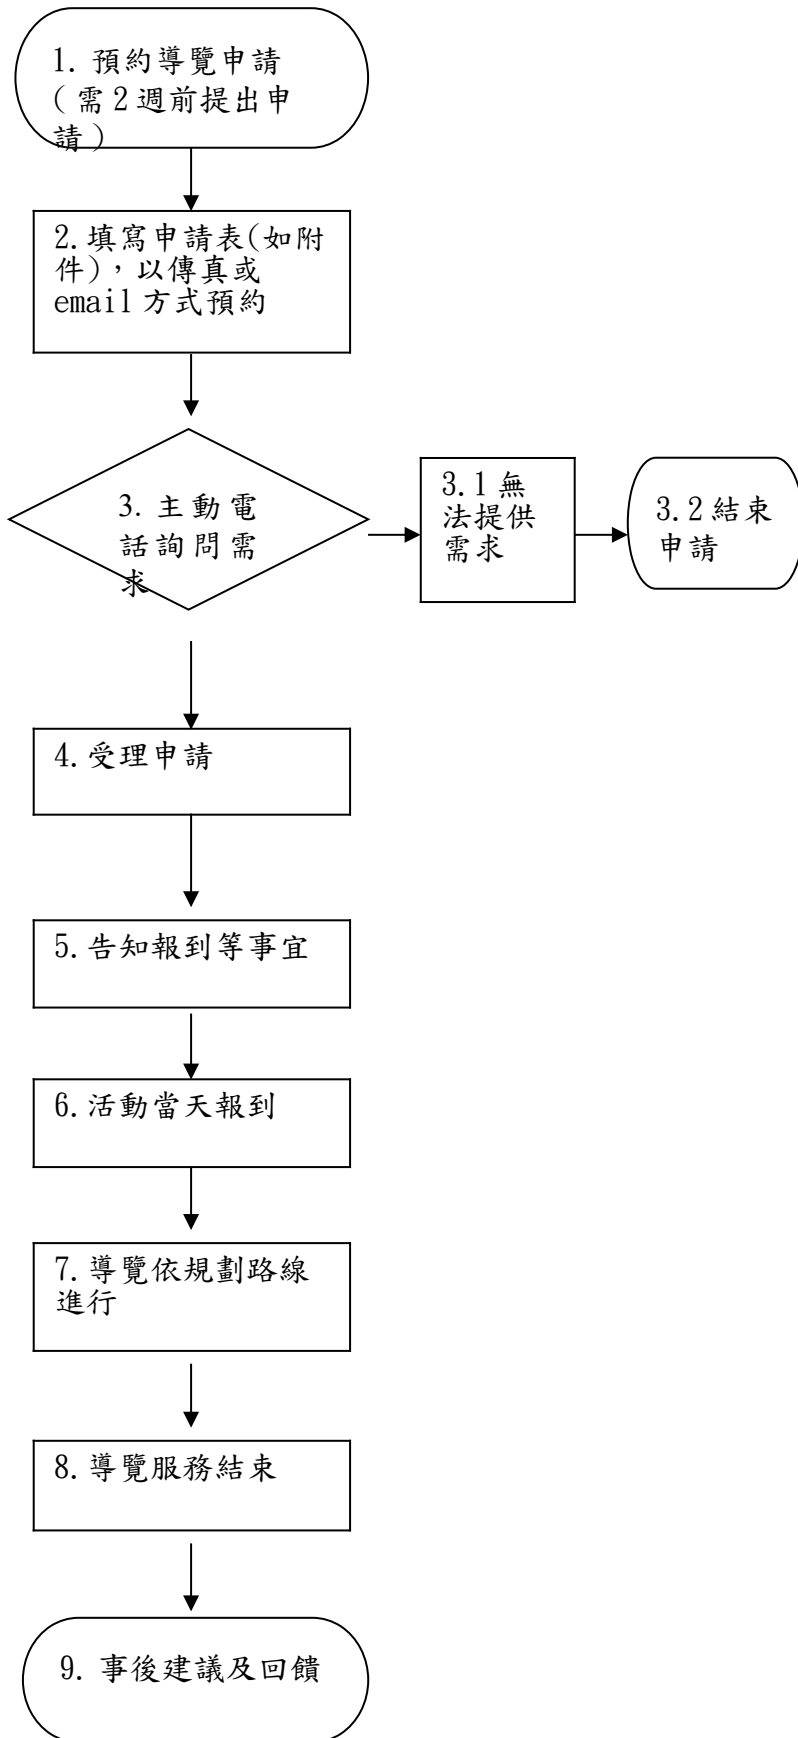 1. 預約導覽申請
(需2週前提出申
請)
2.填寫申請表(如附
件)，以傳真或
email方式預約
3. 主動電
話詢問需
求
3.1無
法提供
需求
3.2結束
申請
4.受理申請
5.告知報到等事宜
6.活動當天報到
7.導覽依規劃路線
進行
8.導覽服務結束
9. 事後建議及回饋